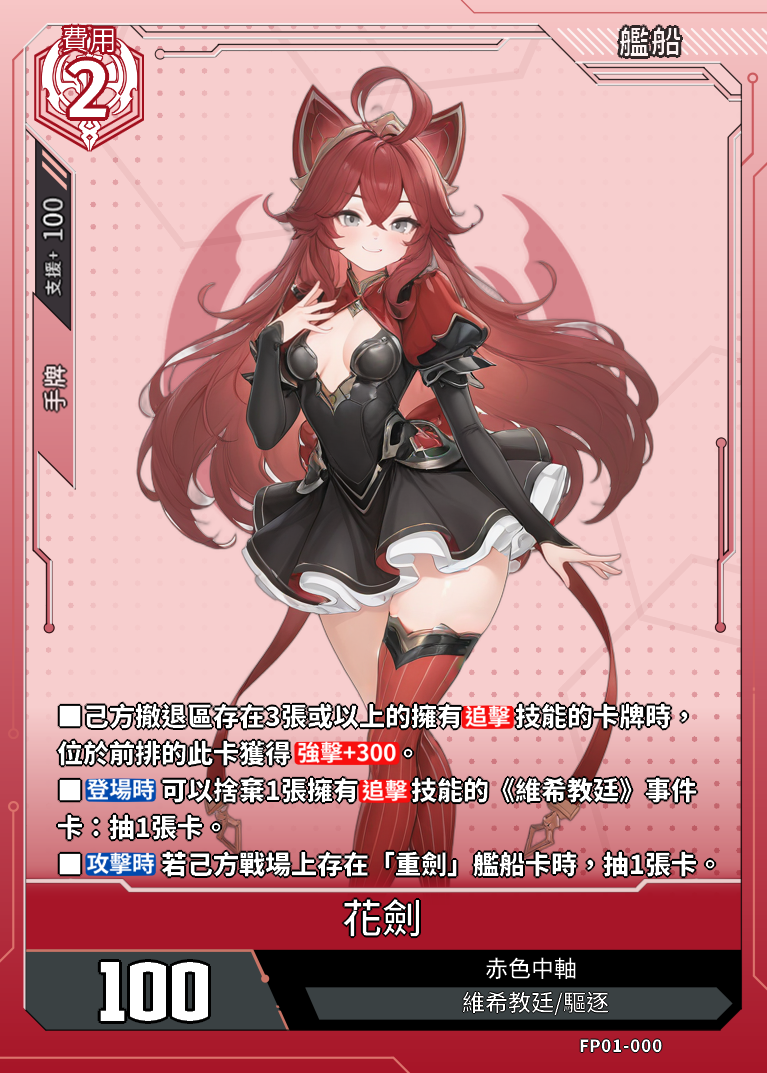 費用
艦船
2
支援+ 100
手牌
■己方撤退區存在3張或以上的擁有追擊技能的卡牌時，
位於前排的此卡獲得強擊+300。
■登場時可以捨棄1張擁有追擊技能的《維希教廷》事件
卡：抽1張卡。
■攻擊時若己方戰場上存在「重劍」艦船卡時，抽1張卡。
花劍
100
赤色中軸
維希教廷/驅逐
FP01-000